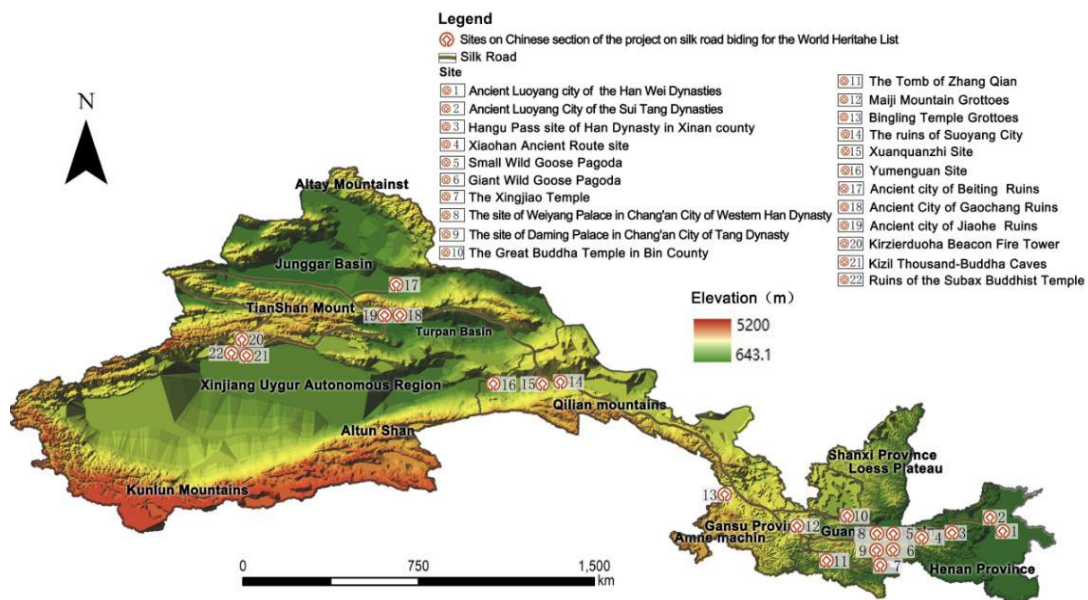 Legend
Sites on Chinese section of the project on silk road biding for the World Heritahe List
Silk Road
Site
1 Ancient Luoyang city of the Han Wei Dynasties
2 Ancient Luoyang City of the Sui Tang Dynasties
3 Hangu Pass site of Han Dynasty in Xinan county
4 Xiaohan Ancient Route site
5 Small Wild Goose Pagoda
6 Giant Wild Goose Pagoda
7 The Xingjiao Temple
8 The site of Weiyang Palace in Chang'an City of Western Han Dynasty
9 The site of Darning Palace in Chang'an City of Tang Dynasty
10 The Great Buddha Temple in Bin County
11 The Tomb of Zhang Qian
12 Maiji Mountain Grottoes
13 Bingling Temple Grottoes
14 The ruins of Suoyang City
15 Xuanquanzhi Site
16 Yumenguan Site
17 Ancient city of Beiting Ruins
18 Ancient City of Gaochang Ruins
19 Ancient city of Jiaohe Ruins
20 Kirzierduoha Beacon Fire Tower
21 Kizil Thousand-Buddha Caves
22 Ruins of the Subax Buddhist Temple
N
Altay Mountainst
Junggar Basin
17
TianShan Mount
19 18
Turpan Basin
Elevation (m)
5200
643.1
20
22 21
Xinjiang Uygur Autonomous Region
16 15 14
Qilian mountains
Altun Shan
Kunlun Mountains
Shanxi Province
Loess Plateau
13
10
2
Gansu Provi
12
Guan
8 5 4 3 1
Amne machin
9 6
11
7
Henan Province
0 750 1,500
km